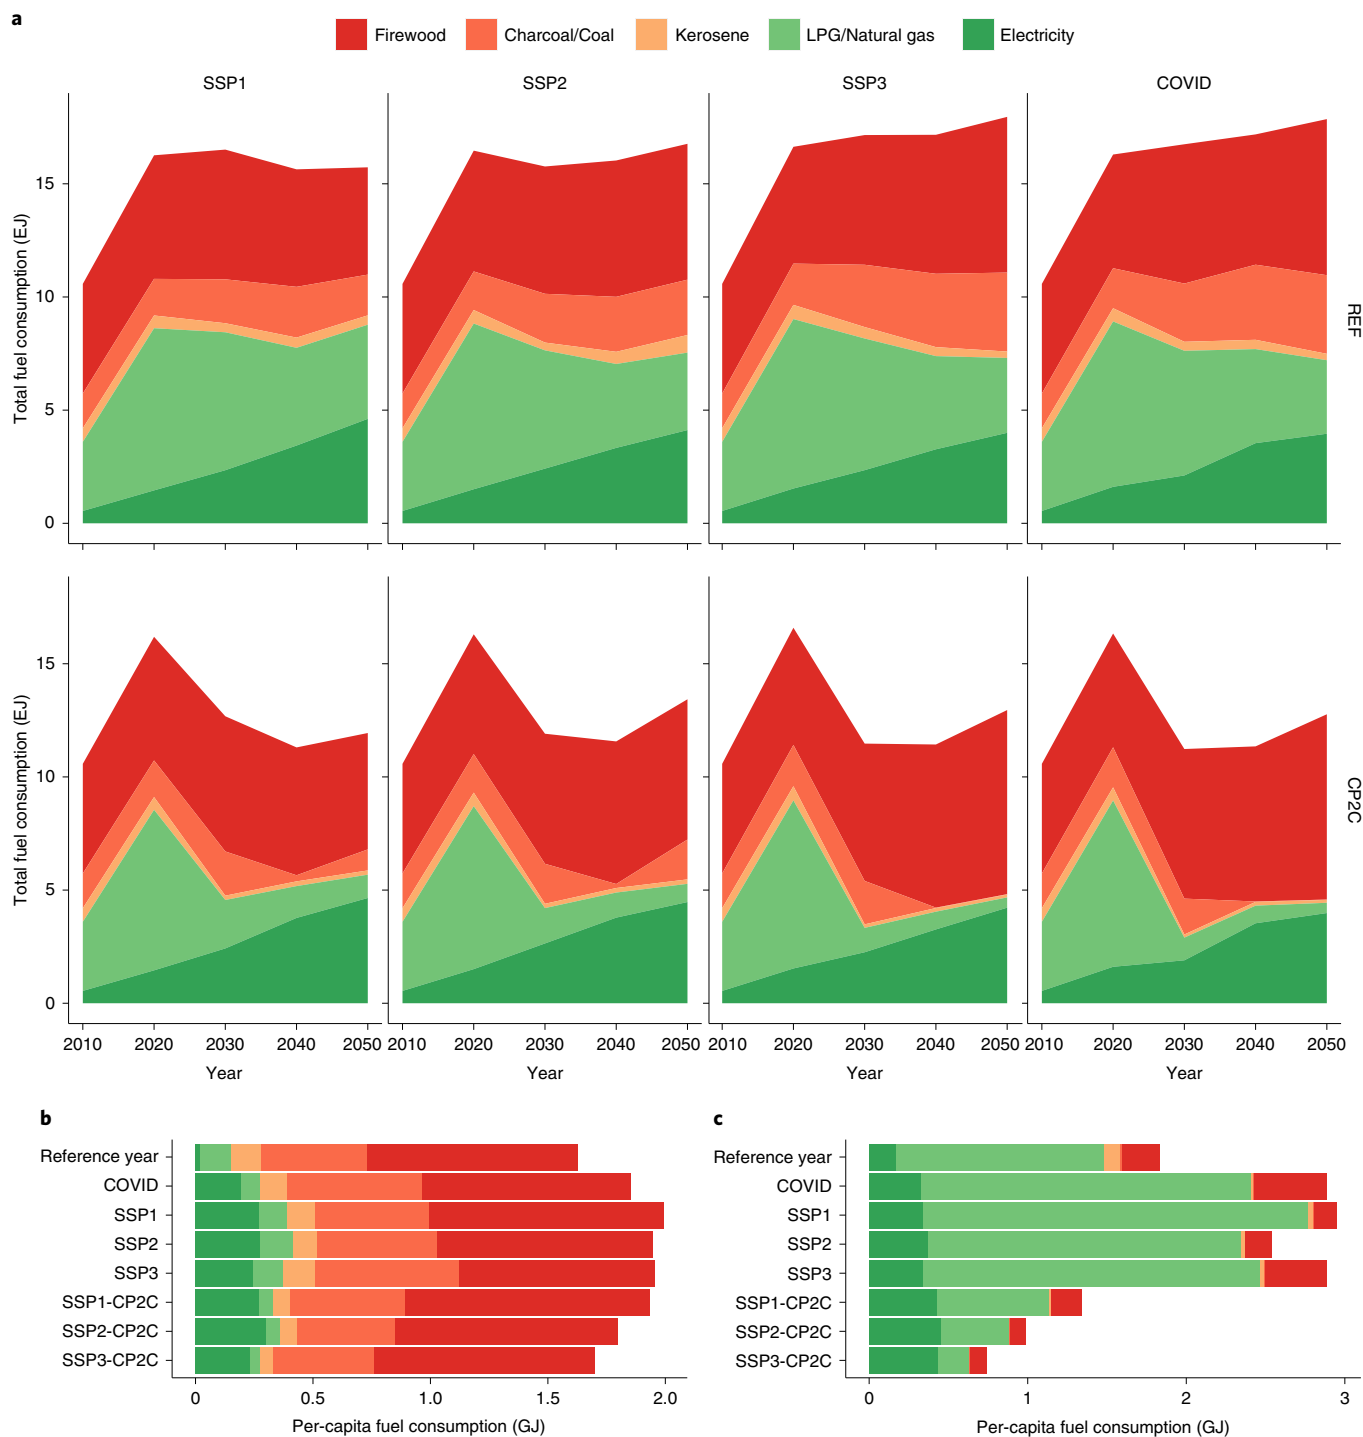 a
Firewood Charcoal/Coal Kerosene LPG/Natural gas Electricity
SSP1 SSP2 SSP3 COVID
Total fuel consumption (EJ)
15
10
5
0
REF
Total fuel consumption (EJ)
15
10
5
0
CP2C
2010 2020 2030 2040 2050 2010 2020 2030 2040 2050 2010 2020 2030 2040 2050 2010 2020 2030 2040 2050
Year Year Year Year
b
Reference year
COVID
SSP1
SSP2
SSP3
SSP1-CP2C
SSP2-CP2C
SSP3-CP2C
0 0.5 1.0 1.5 2.0
Per-capita fuel consumption (GJ)
c
Reference year
COVID
SSP1
SSP2
SSP3
SSP1-CP2C
SSP2-CP2C
SSP3-CP2C
0 1 2 3
Per-capita fuel consumption (GJ)